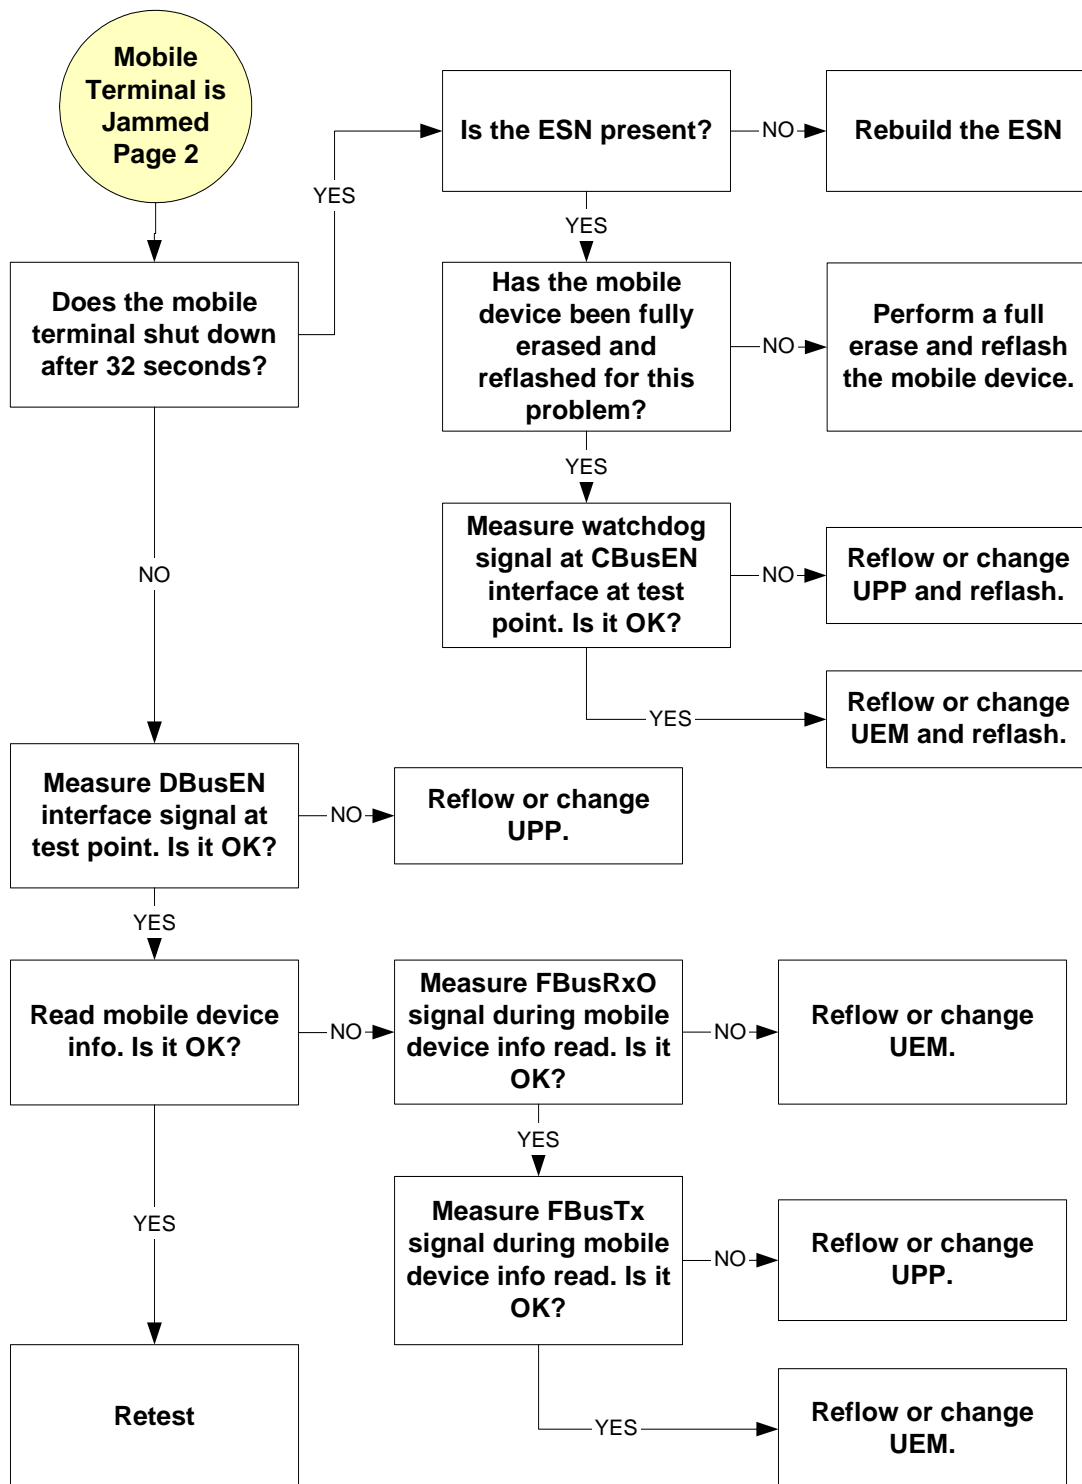 Mobile
Terminal is
Jammed
Page 2
Does the mobile
terminal shut down
after 32 seconds?
YES
Is the ESN present?
NO
Rebuild the ESN
YES
Has the mobile
device been fully
erased and
reflashed for this
problem?
NO
Perform a full
erase and reflash
the mobile device.
YES
Measure watchdog
signal at CBusEN
interface at test
point. Is it OK?
NO
Reflow or change
UPP and reflash.
YES
Reflow or change
UEM and reflash.
NO
Measure DBusEN
interface signal at
test point. Is it OK?
NO
Reflow or change
UPP.
YES
Read mobile device
info. Is it OK?
NO
Measure FBusRxO
signal during mobile
device info read. Is it
OK?
NO
Reflow or change
UEM.
YES
Measure FBusTx
signal during mobile
device info read. Is it
OK?
NO
Reflow or change
UPP.
YES
Reflow or change
UEM.
YES
Retest